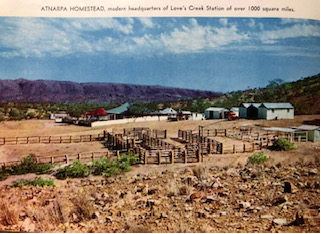 ATNARPA HOMESTEAD, modern headquarters of Love's Creek Station of over 1000 square miles.